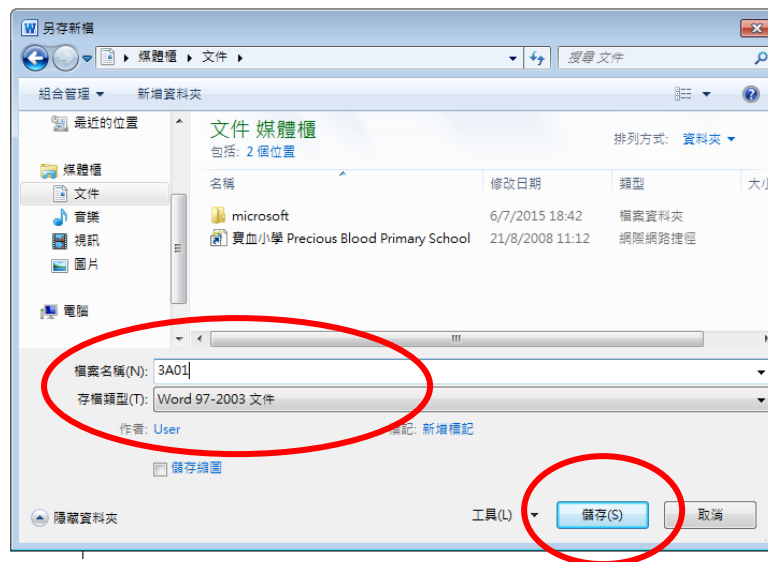 另存新檔
媒體櫃 文件
搜尋 文件
組合管理 新增資料夾
最近的位置
媒體櫃
文件
音樂
視訊
圖片
電腦
文件 媒體櫃
包括: 2 個位置
排列方式: 資料夾
名稱 修改日期 類型
microsoft 6/7/2015 18:42 檔案資料夾
寶血小學 Precious Blood Primary School 21/8/2008 11:12 網際網路捷徑
檔案名稱(N): 3A01
存檔類型(T): Word 97-2003 文件
作者: User 標記: 新增標記
儲存縮圖
隱藏資料夾
工具(L) 儲存(S) 取消